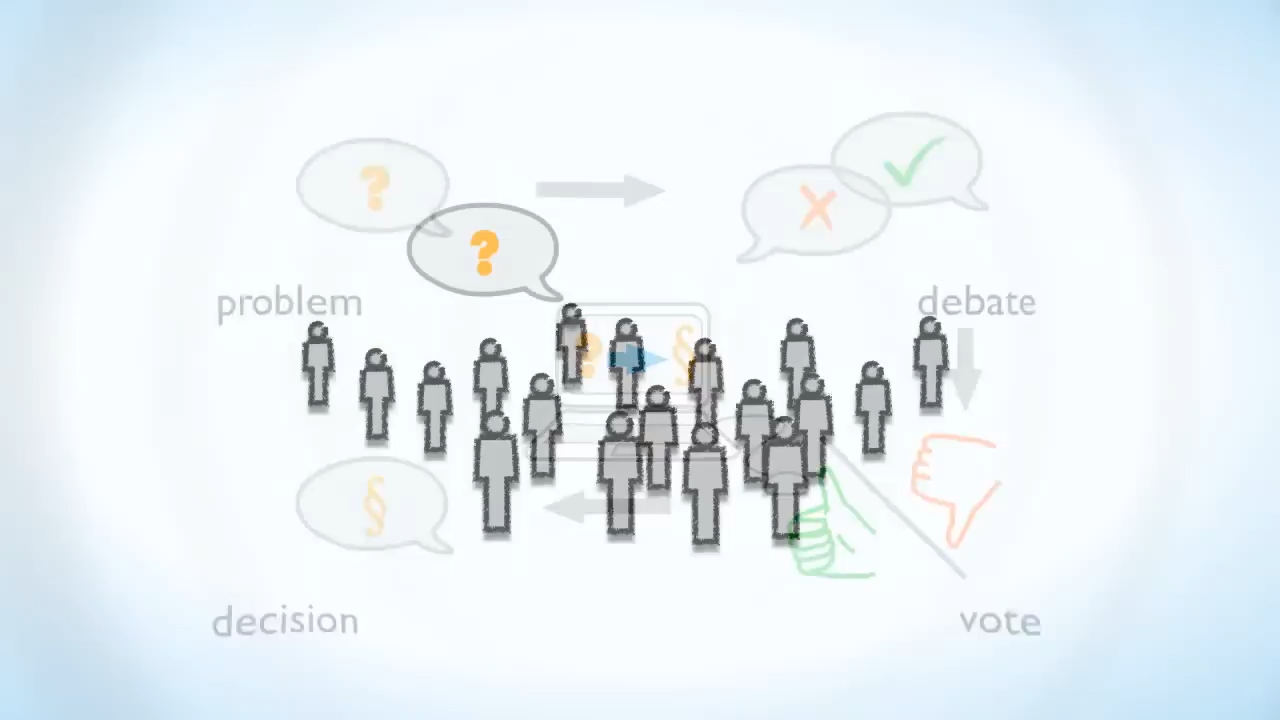 ?
?
problem
debate
? §
§
decision
vote